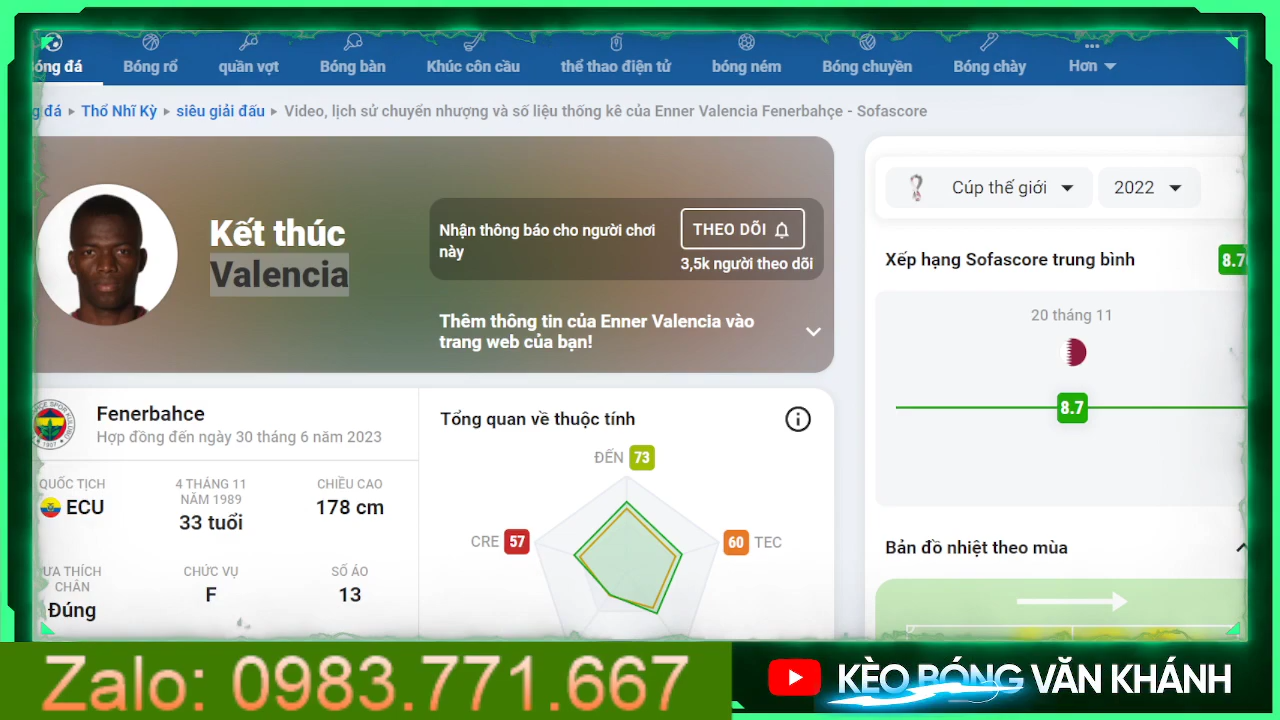 óng đá
Bóng rổ
quần vợt
Bóng bàn
Khúc côn cầu
thể thao điện tử
bóng ném
Bóng chuyền
Bóng chày
Hơn
g đá ▸ Thổ Nhĩ Kỳ ▸ siêu giải đấu ▸ Video, lịch sử chuyển nhượng và số liệu thống kê của Enner Valencia Fenerbahçe - Sofascore
Kết thúc
Valencia
Nhận thông báo cho người chơi
này
THEO DÕI
3,5k người theo dõi
Thêm thông tin của Enner Valencia vào
trang web của bạn!
Cúp thế giới
2022
Xếp hạng Sofascore trung bình
8.70
20 tháng 11
8.7
Bản đồ nhiệt theo mùa
Fenerbahce
Hợp đồng đến ngày 30 tháng 6 năm 2023
QUỐC TỊCH
ECU
4 THÁNG 11
NĂM 1989
33 tuổi
CHIỀU CAO
178 cm
ƯA THÍCH
CHÂN
Đúng
CHỨC VỤ
F
SỐ ÁO
13
Tổng quan về thuộc tính
ĐẾN 73
CRE 57
60 TEC
Zalo: 0983.771.667
KÈO BÓNG VĂN KHÁNH